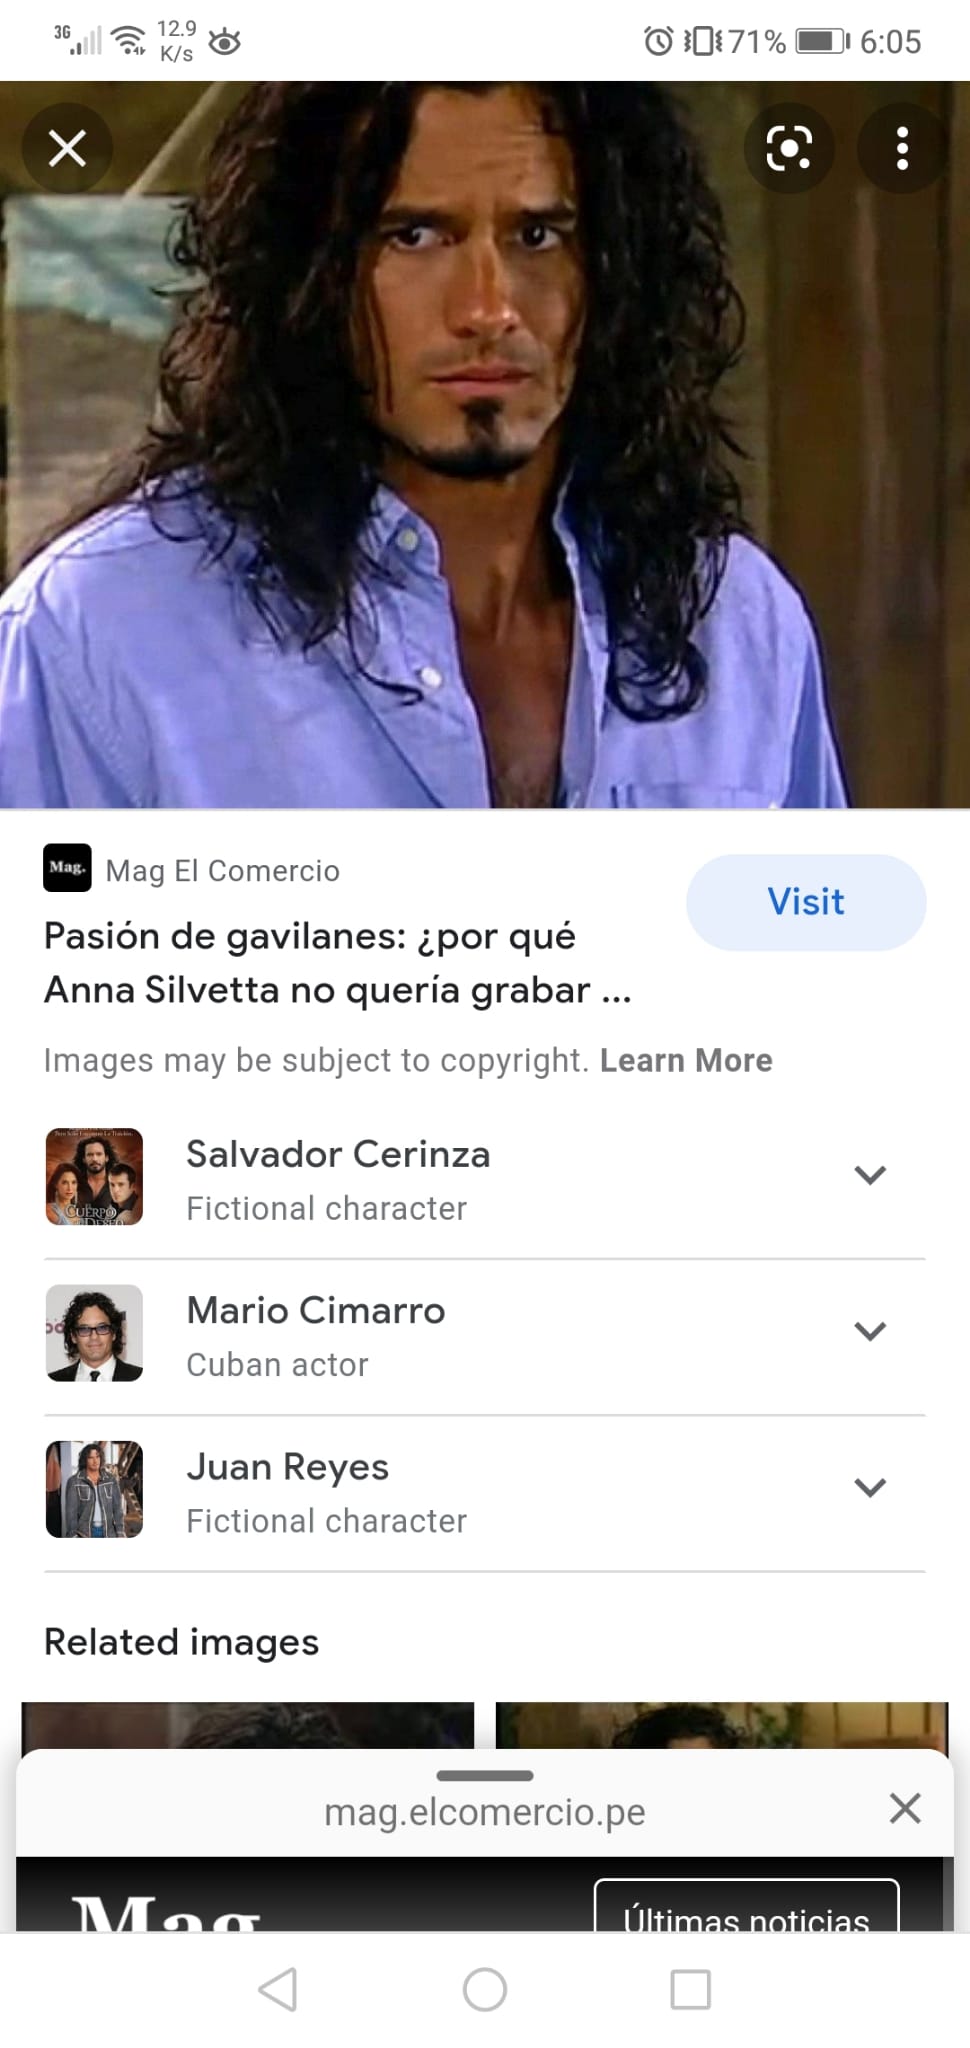 3G 12.9 K/s 71% 6:05
Mag. Mag El Comercio
Visit
Pasión de gavilanes: ¿por qué
Anna Silvetta no quería grabar ...
Images may be subject to copyright. Learn More
CUERPO
Salvador Cerinza
Fictional character
Mario Cimarro
Cuban actor
Juan Reyes
Fictional character
Related images
mag.elcomercio.pe
Mag
Últimas noticias